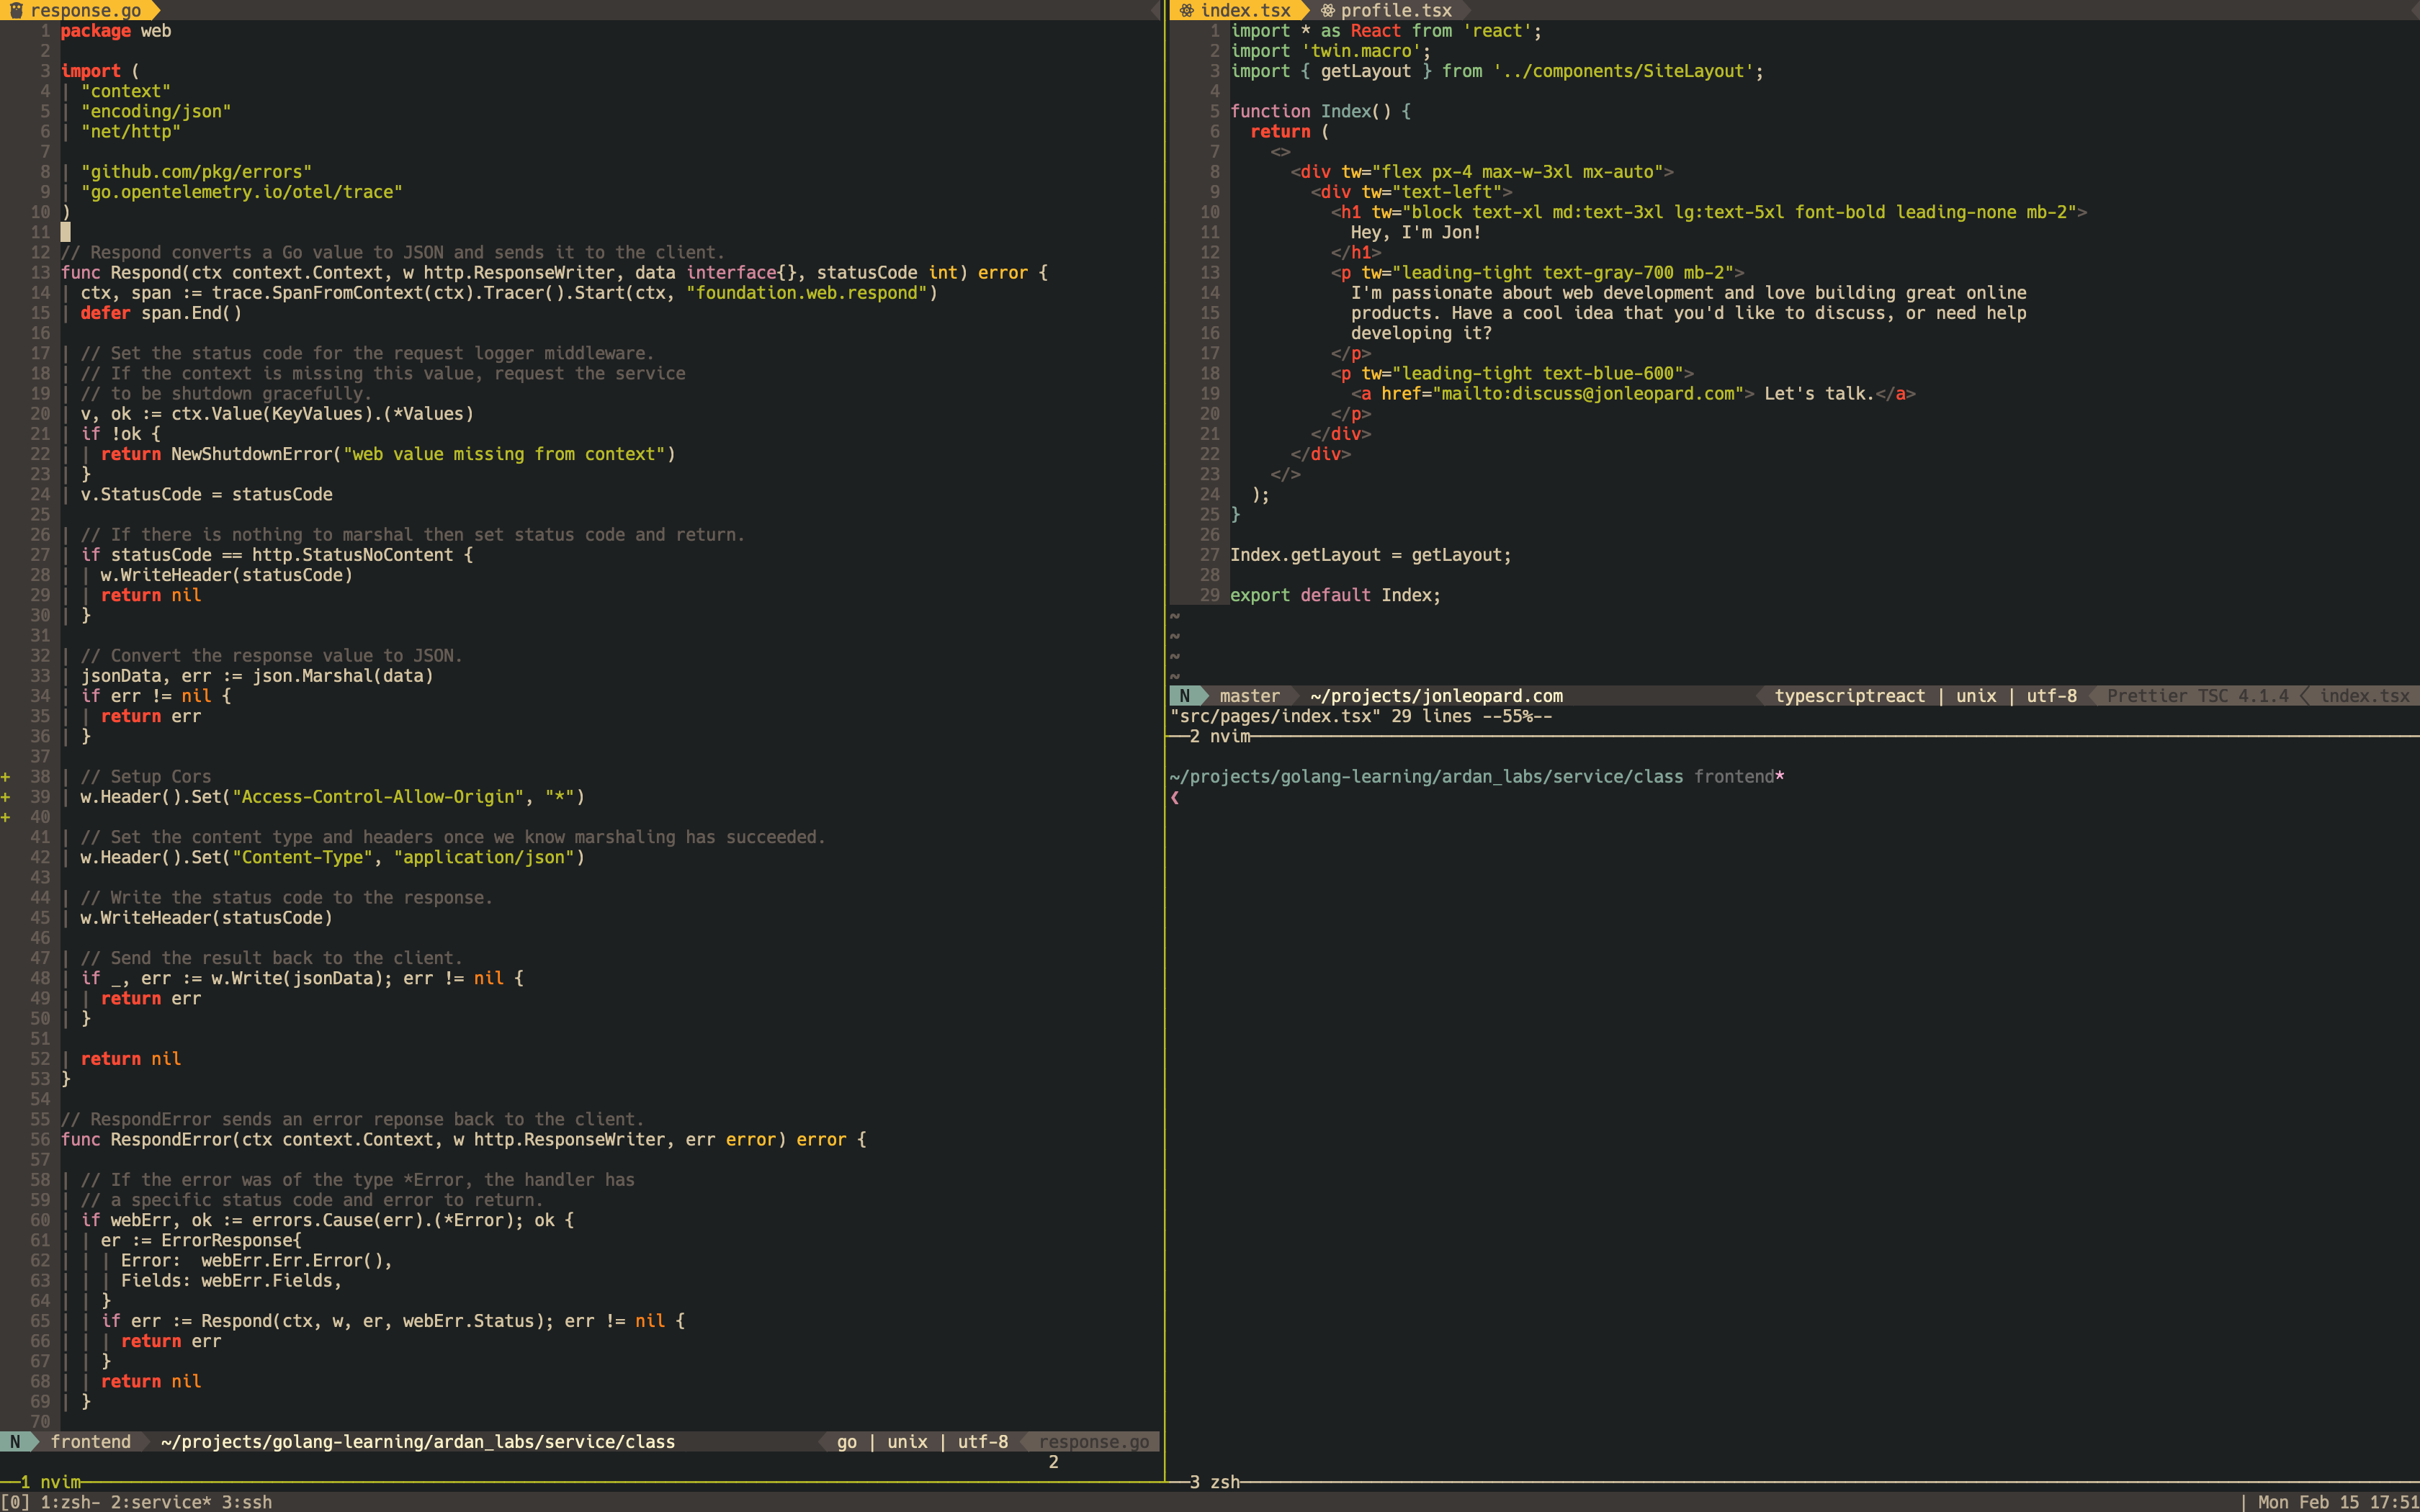 response.go
1 package web
2
3 import (
4 | "context"
5 | "encoding/json"
6 | "net/http"
7
8 | "github.com/pkg/errors"
9 | "go.opentelemetry.io/otel/trace"
10 )
11
12 // Respond converts a Go value to JSON and sends it to the client.
13 func Respond(ctx context.Context, w http.ResponseWriter, data interface{}, statusCode int) error {
14 | ctx, span := trace.SpanFromContext(ctx).Tracer().Start(ctx, "foundation.web.respond")
15 | defer span.End()
16
17 | // Set the status code for the request logger middleware.
18 | // If the context is missing this value, request the service
19 | // to be shutdown gracefully.
20 | v, ok := ctx.Value(KeyValues).(*Values)
21 | if !ok {
22 | | return NewShutdownError("web value missing from context")
23 | }
24 | v.StatusCode = statusCode
25
26 | // If there is nothing to marshal then set status code and return.
27 | if statusCode == http.StatusNoContent {
28 | | w.WriteHeader(statusCode)
29 | | return nil
30 | }
31
32 | // Convert the response value to JSON.
33 | jsonData, err := json.Marshal(data)
34 | if err != nil {
35 | | return err
36 | }
37
+ 38 | // Setup Cors
+ 39 | w.Header().Set("Access-Control-Allow-Origin", "*")
+ 40
41 | // Set the content type and headers once we know marshaling has succeeded.
42 | w.Header().Set("Content-Type", "application/json")
43
44 | // Write the status code to the response.
45 | w.WriteHeader(statusCode)
46
47 | // Send the result back to the client.
48 | if _, err := w.Write(jsonData); err != nil {
49 | | return err
50 | }
51
52 | return nil
53 }
54
55 // RespondError sends an error reponse back to the client.
56 func RespondError(ctx context.Context, w http.ResponseWriter, err error) error {
57
58 | // If the error was of the type *Error, the handler has
59 | // a specific status code and error to return.
60 | if webErr, ok := errors.Cause(err).(*Error); ok {
61 | | er := ErrorResponse{
62 | | | Error:  webErr.Err.Error(),
63 | | | Fields: webErr.Fields,
64 | | }
65 | | if err := Respond(ctx, w, er, webErr.Status); err != nil {
66 | | | return err
67 | | }
68 | | return nil
69 | }
70
N frontend ~/projects/golang-learning/ardan_labs/service/class go | unix | utf-8 response.go
2
1 nvim
index.tsx profile.tsx
1 import * as React from 'react';
2 import 'twin.macro';
3 import { getLayout } from '../components/SiteLayout';
4
5 function Index() {
6   return (
7     <>
8       <div tw="flex px-4 max-w-3xl mx-auto">
9         <div tw="text-left">
10           <h1 tw="block text-xl md:text-3xl lg:text-5xl font-bold leading-none mb-2">
11             Hey, I'm Jon!
12           </h1>
13           <p tw="leading-tight text-gray-700 mb-2">
14             I'm passionate about web development and love building great online
15             products. Have a cool idea that you'd like to discuss, or need help
16             developing it?
17           </p>
18           <p tw="leading-tight text-blue-600">
19             <a href="mailto:discuss@jonleopard.com"> Let's talk.</a>
20           </p>
21         </div>
22       </div>
23     </>
24   );
25 }
26
27 Index.getLayout = getLayout;
28
29 export default Index;
~
~
~
~
N master ~/projects/jonleopard.com typescriptreact | unix | utf-8 Prettier TSC 4.1.4 index.tsx
"src/pages/index.tsx" 29 lines --55%--
2 nvim
~/projects/golang-learning/ardan_labs/service/class frontend*
❮
3 zsh
[0] 1:zsh- 2:service* 3:ssh | Mon Feb 15 17:51